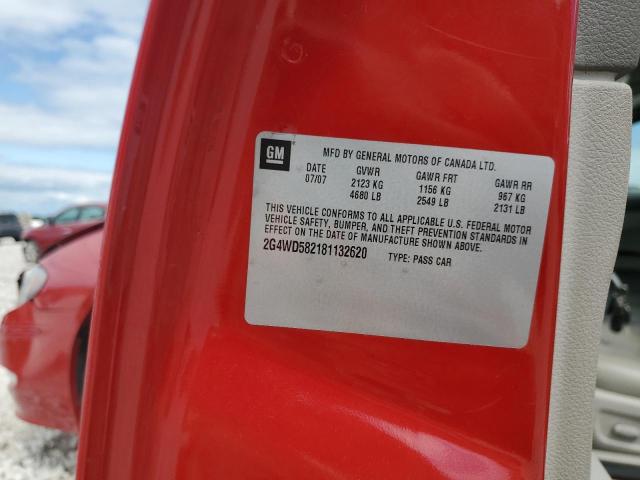 GM
MFD BY GENERAL MOTORS OF CANADA LTD.
DATE GVWR GAWR FRT GAWR RR
07/07 2123 KG 1156 KG 967 KG
4680 LB 2549 LB 2131 LB
THIS VEHICLE CONFORMS TO ALL APPLICABLE U.S. FEDERAL MOTOR
VEHICLE SAFETY, BUMPER, AND THEFT PREVENTION STANDARDS IN
EFFECT ON THE DATE OF MANUFACTURE SHOWN ABOVE.
2G4WD582181132620 TYPE: PASS CAR